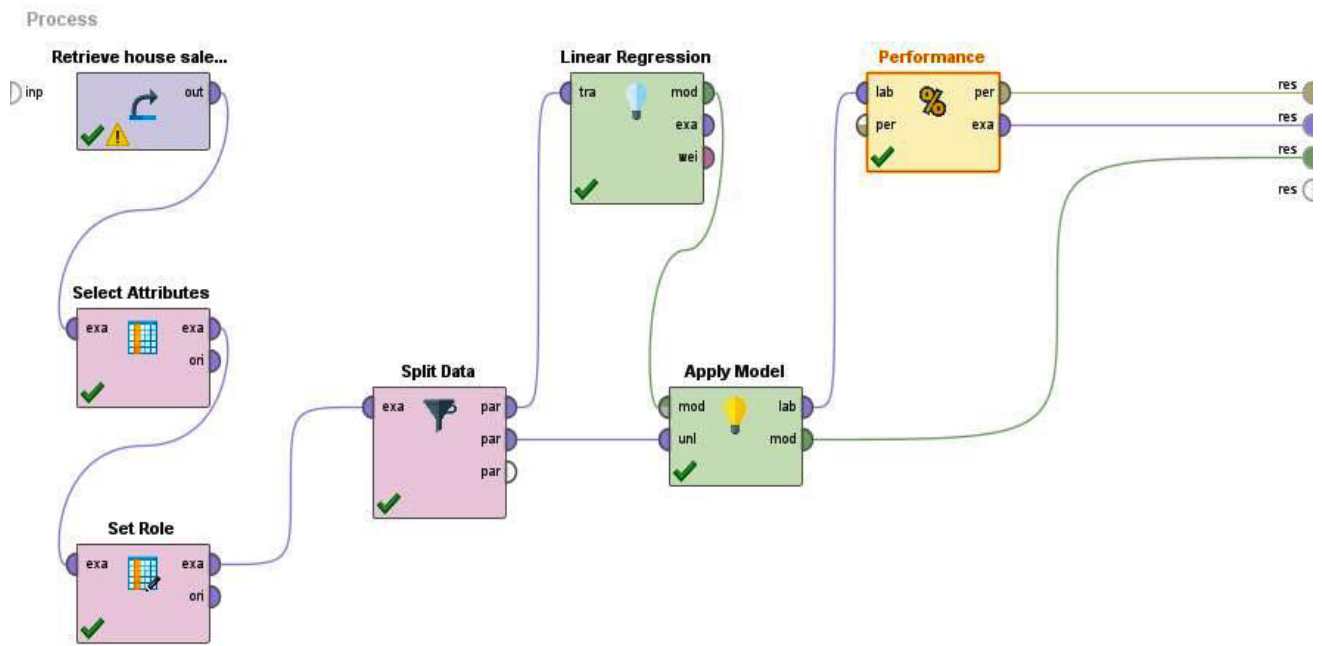 Process
Retrieve house sale...
inp
out
Linear Regression
tra
mod
exa
wei
Performance
lab
per
per
exa
res
res
res
res
Select Attributes
exa
exa
ori
Split Data
exa
par
par
par
Apply Model
mod
lab
unl
mod
Set Role
exa
exa
ori